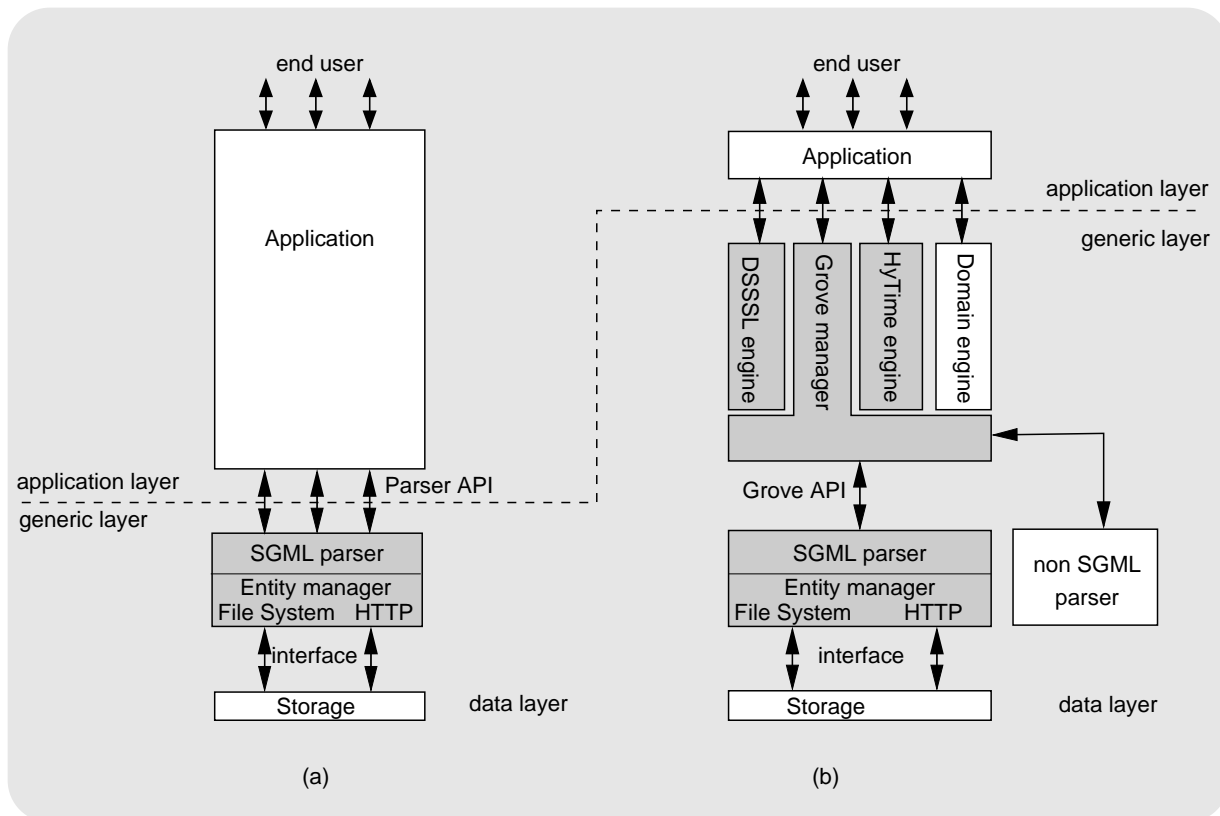 end user
Application
application layer
generic layer
Parser API
SGML parser
Entity manager
File System HTTP
interface
Storage
data layer
(a)
end user
Application
application layer
generic layer
DSSSL engine
Grove manager
HyTime engine
Domain engine
Grove API
SGML parser
Entity manager
File System HTTP
non SGML
parser
interface
Storage
data layer
(b)